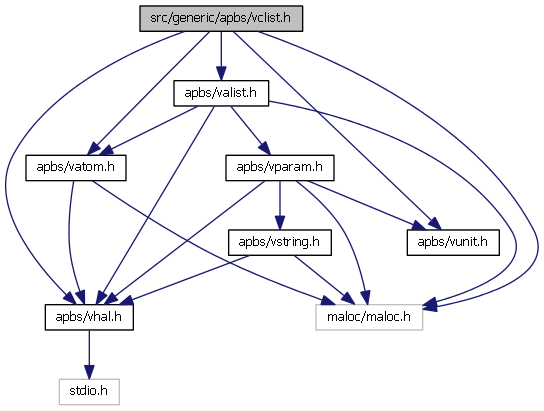 src/generic/apbs/vclist.h
apbs/valist.h
apbs/vatom.h
apbs/vparam.h
apbs/vstring.h
apbs/vunit.h
apbs/vhal.h
maloc/maloc.h
stdio.h